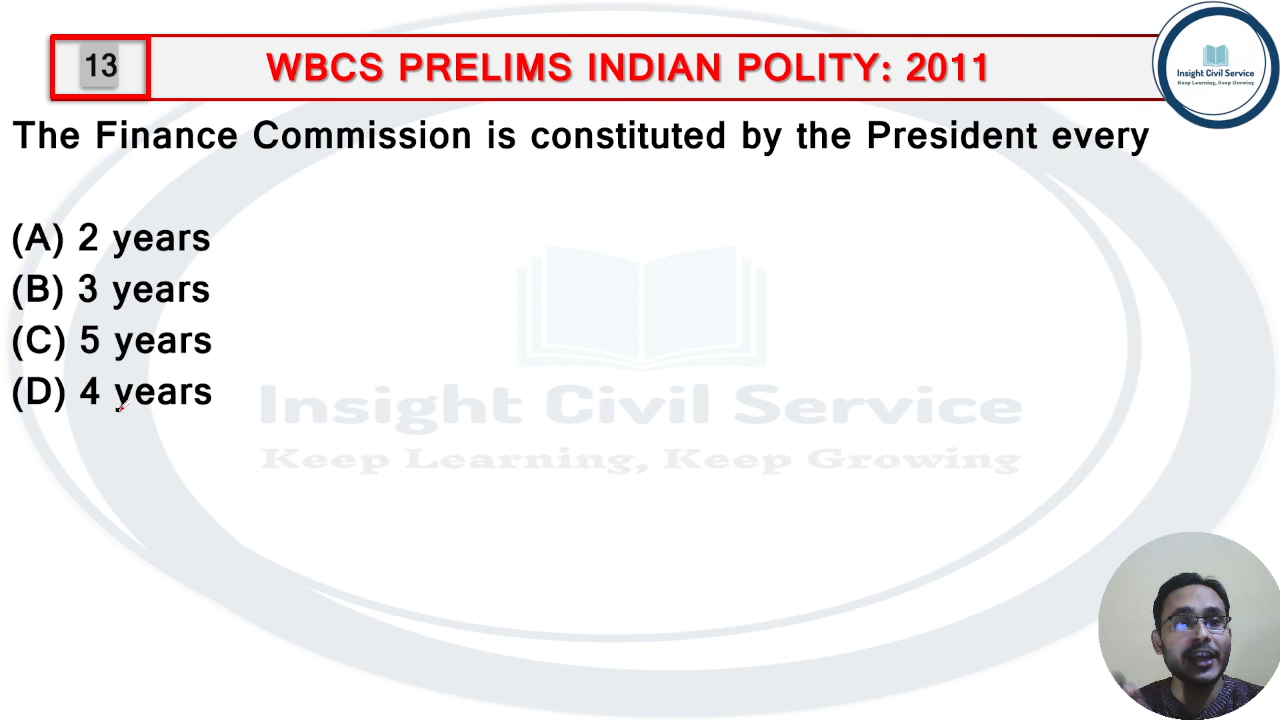 13
WBCS PRELIMS INDIAN POLITY: 2011
Insight Civil Service
Keep Learning, Keep Growing
The Finance Commission is constituted by the President every
(A) 2 years
(B) 3 years
(C) 5 years
(D) 4 years
Insight Civil Service
Keep Learning, Keep Growing